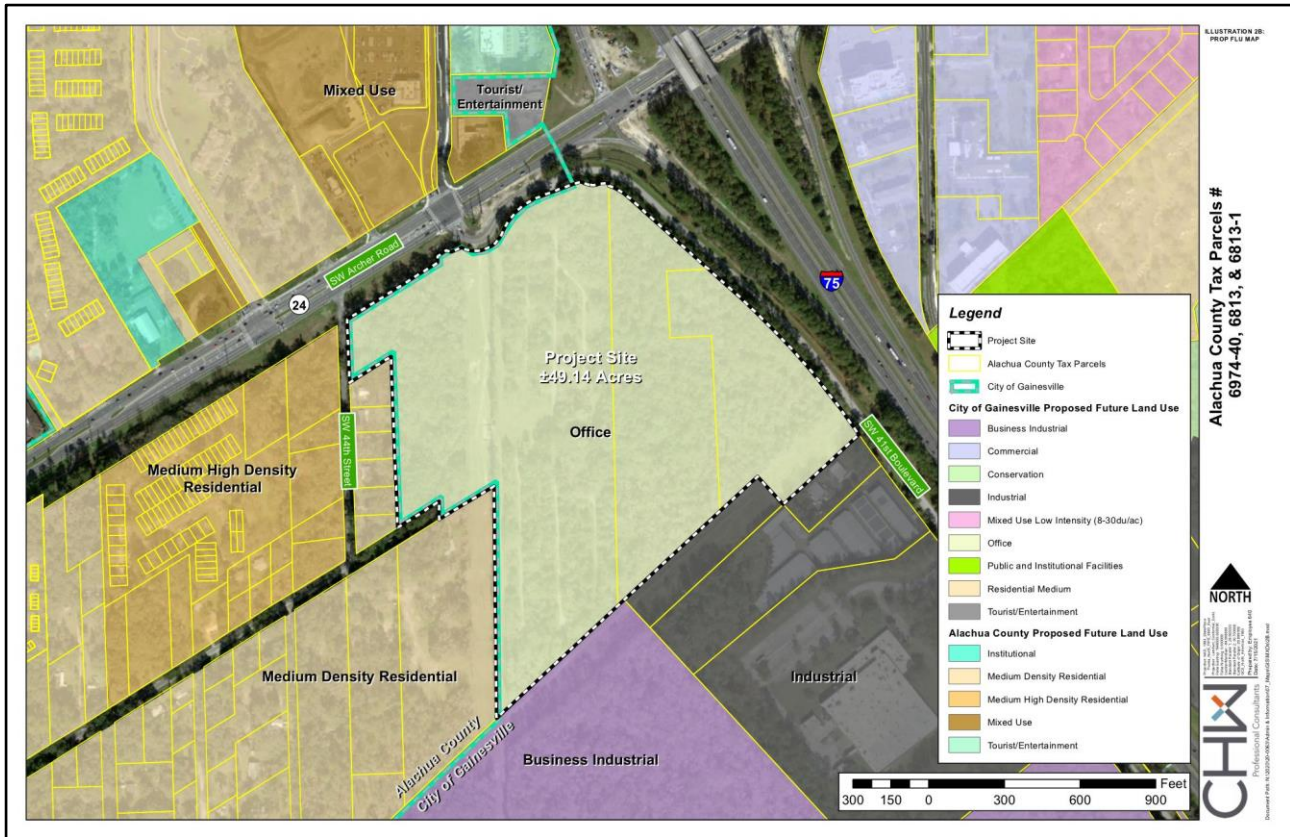 ILLUSTRATION 2B:
PROP FLU MAP
Mixed Use
Tourist/
Entertainment
SW Archer Road
24
75
Project Site
±49.14 Acres
Office
SW 44th Street
SW 41st Boulevard
Medium High Density
Residential
Medium Density Residential
Industrial
Business Industrial
Alachua County
City of Gainesville
Legend
Project Site
Alachua County Tax Parcels
City of Gainesville
City of Gainesville Proposed Future Land Use
Business Industrial
Commercial
Conservation
Industrial
Mixed Use Low Intensity (8-30du/ac)
Office
Public and Institutional Facilities
Residential Medium
Tourist/Entertainment
Alachua County Proposed Future Land Use
Institutional
Medium Density Residential
Medium High Density Residential
Mixed Use
Tourist/Entertainment
Feet
300 150 0 300 600 900
Alachua County Tax Parcels #
6974-40, 6813, & 6813-1
NORTH
CHW
Professional Consultants